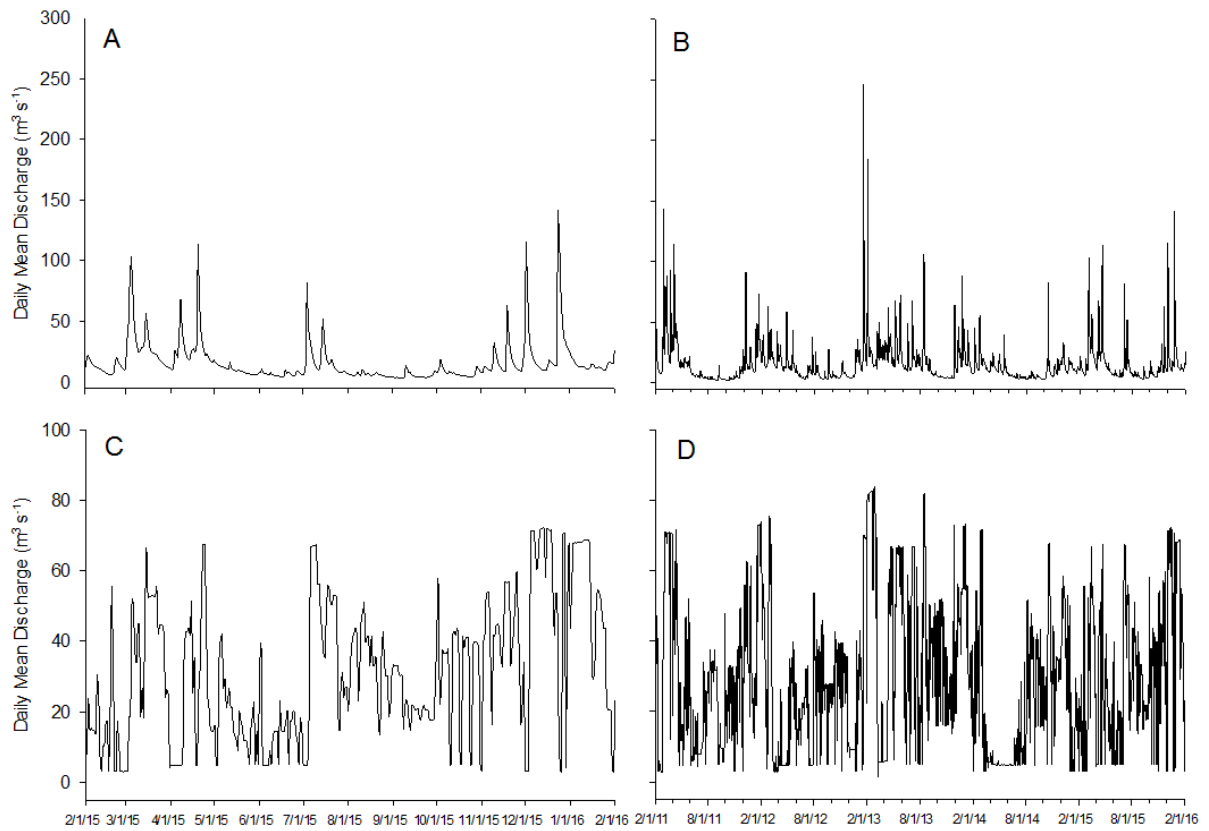 A
B
300
250
200
150
100
50
0
Daily Mean Discharge (m³ s⁻¹)
C
D
100
80
60
40
20
0
Daily Mean Discharge (m³ s⁻¹)
2/1/15 3/1/15 4/1/15 5/1/15 6/1/15 7/1/15 8/1/15 9/1/15 10/1/15 11/1/15 12/1/15 1/1/16 2/1/16
2/1/11 8/1/11 2/1/12 8/1/12 2/1/13 8/1/13 2/1/14 8/1/14 2/1/15 8/1/15 2/1/16